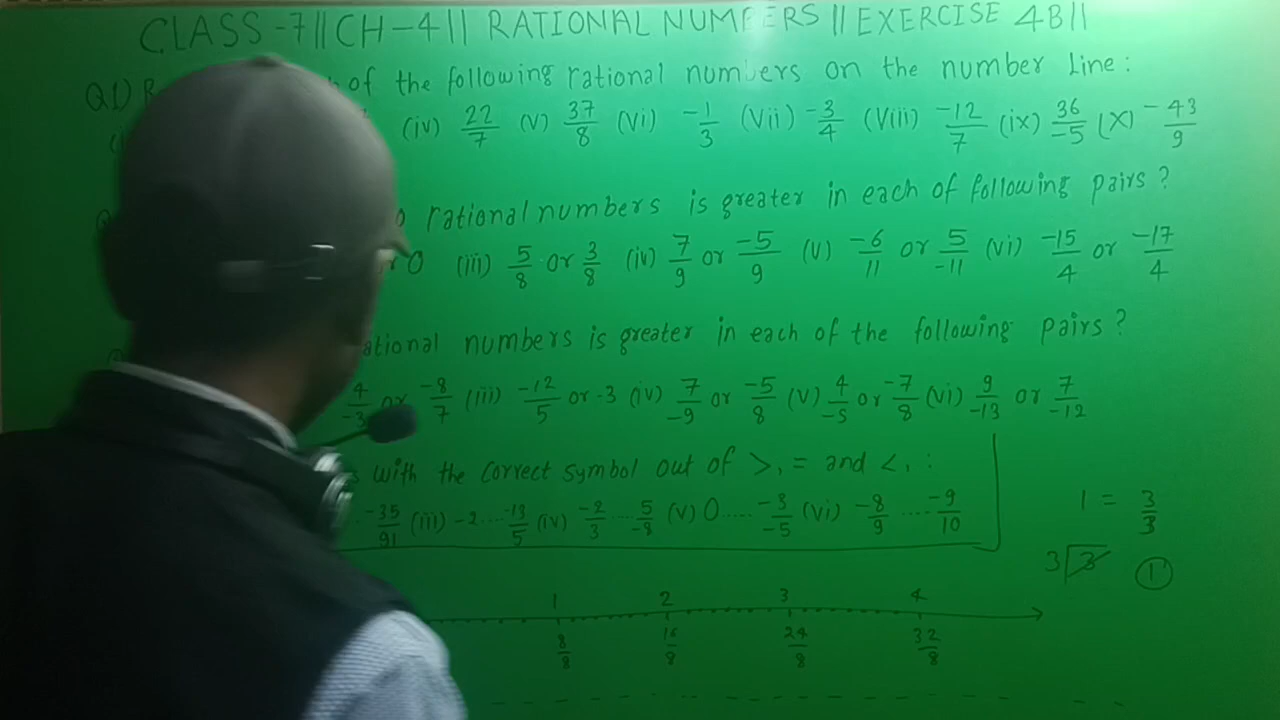 CLASS -7 || CH-4 || RATIONAL NUMBERS || EXERCISE 4B ||
Q1) of the following rational numbers on the number line:
(iv) 22/7 (v) 37/8 (vi) -1/3 (vii) -3/4 (viii) -12/7 (ix) 36/-5 (x) -43/9
rational numbers is greater in each of following pairs?
0 (iii) 5/8 or 3/8 (iv) 7/9 or -5/9 (v) -6/11 or 5/-11 (vi) -15/4 or -17/4
numbers is greater in each of the following pairs?
4/-3 or -8/7 (iii) -12/5 or -3 (iv) 7/-9 or -5/8 (v) 4/-5 or -7/8 (vi) 9/-13 or 7/-12
with the correct symbol out of >, = and <, :
-35/91 (iii) -2 .... -13/5 (iv) -2/3 .... 5/-8 (v) 0 ..... -3/-5 (vi) -8/9 .... -9/10
1 = 3/3
3 3 1
1 2 3 4
8/8 16/8 24/8 32/8